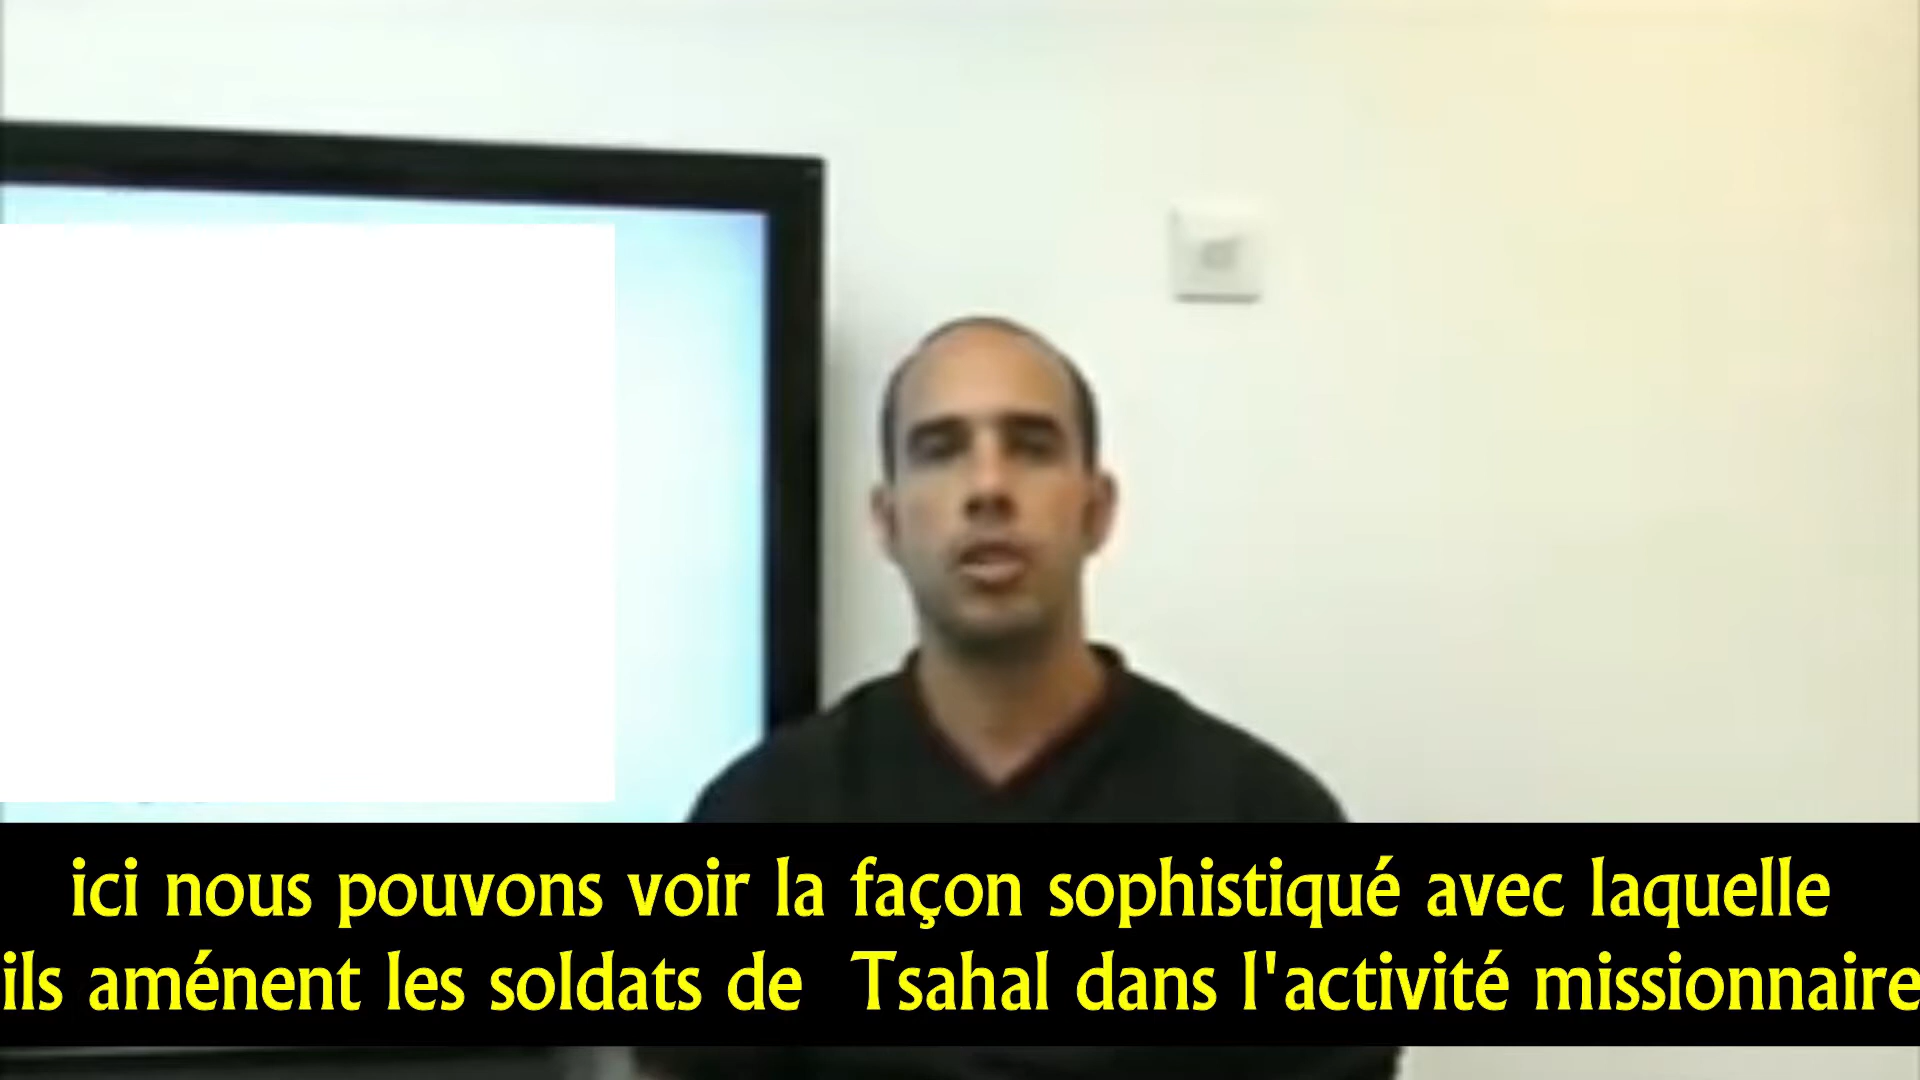 ici nous pouvons voir la façon sophistiqué avec laquelle
ils aménent les soldats de Tsahal dans l'activité missionnaire